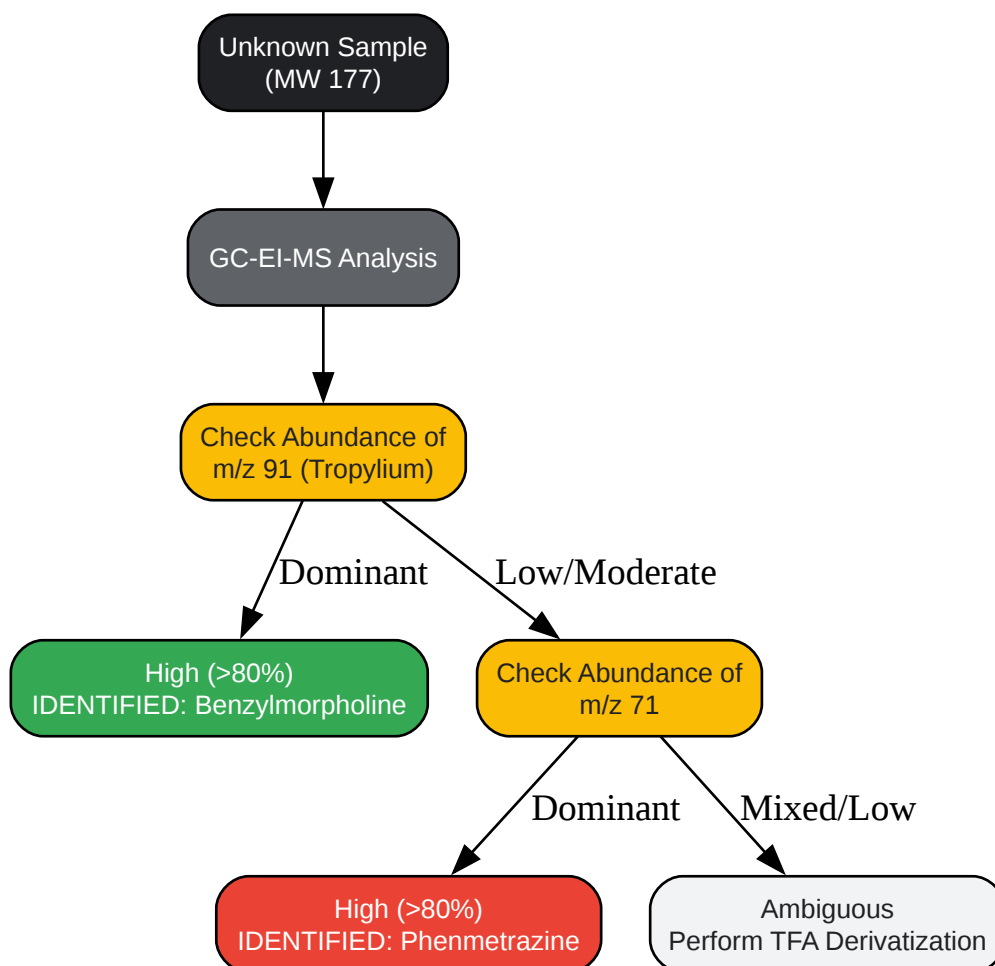 Unknown Sample
(MW 177)
GC-EI-MS Analysis
Check Abundance of
m/z 91 (Tropylium)
Dominant
Low/Moderate
High (>80%)
IDENTIFIED: Benzylmorpholine
Check Abundance of
m/z 71
Dominant
Mixed/Low
High (>80%)
IDENTIFIED: Phenmetrazine
Ambiguous
Perform TFA Derivatization